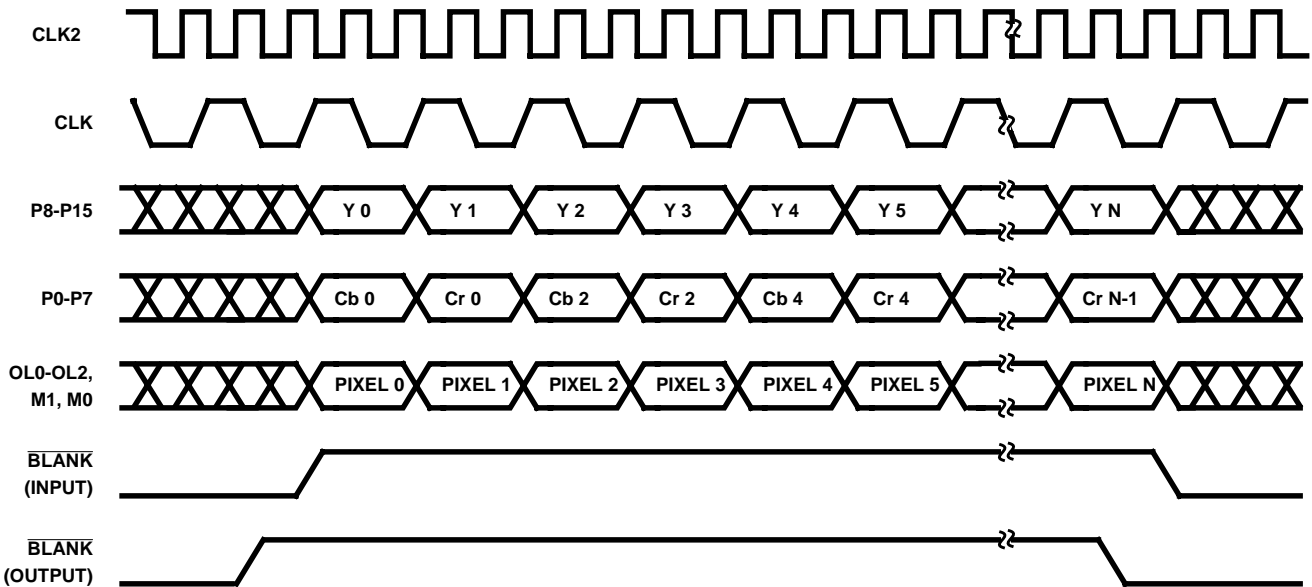 CLK2
CLK
P8-P15
Y 0 Y 1 Y 2 Y 3 Y 4 Y 5 Y N
P0-P7
Cb 0 Cr 0 Cb 2 Cr 2 Cb 4 Cr 4 Cr N-1
OL0-OL2,
M1, M0
PIXEL 0 PIXEL 1 PIXEL 2 PIXEL 3 PIXEL 4 PIXEL 5 PIXEL N
BLANK
(INPUT)
BLANK
(OUTPUT)